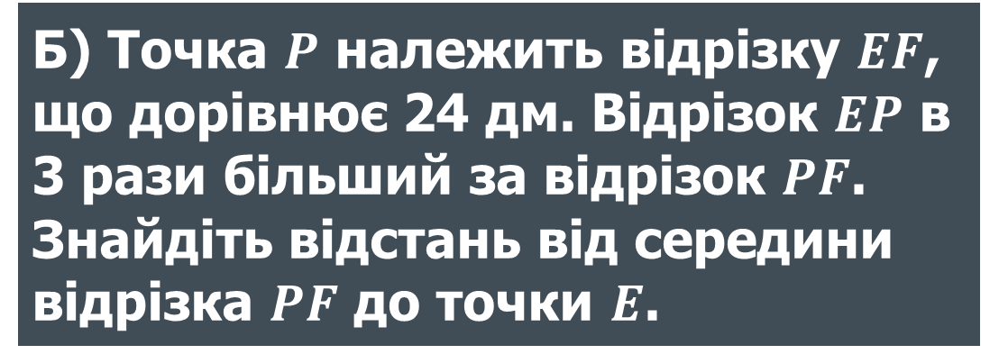 Б) Точка P належить відрізку EF,
що дорівнює 24 дм. Відрізок EP в
3 рази більший за відрізок PF.
Знайдіть відстань від середини
відрізка PF до точки E.